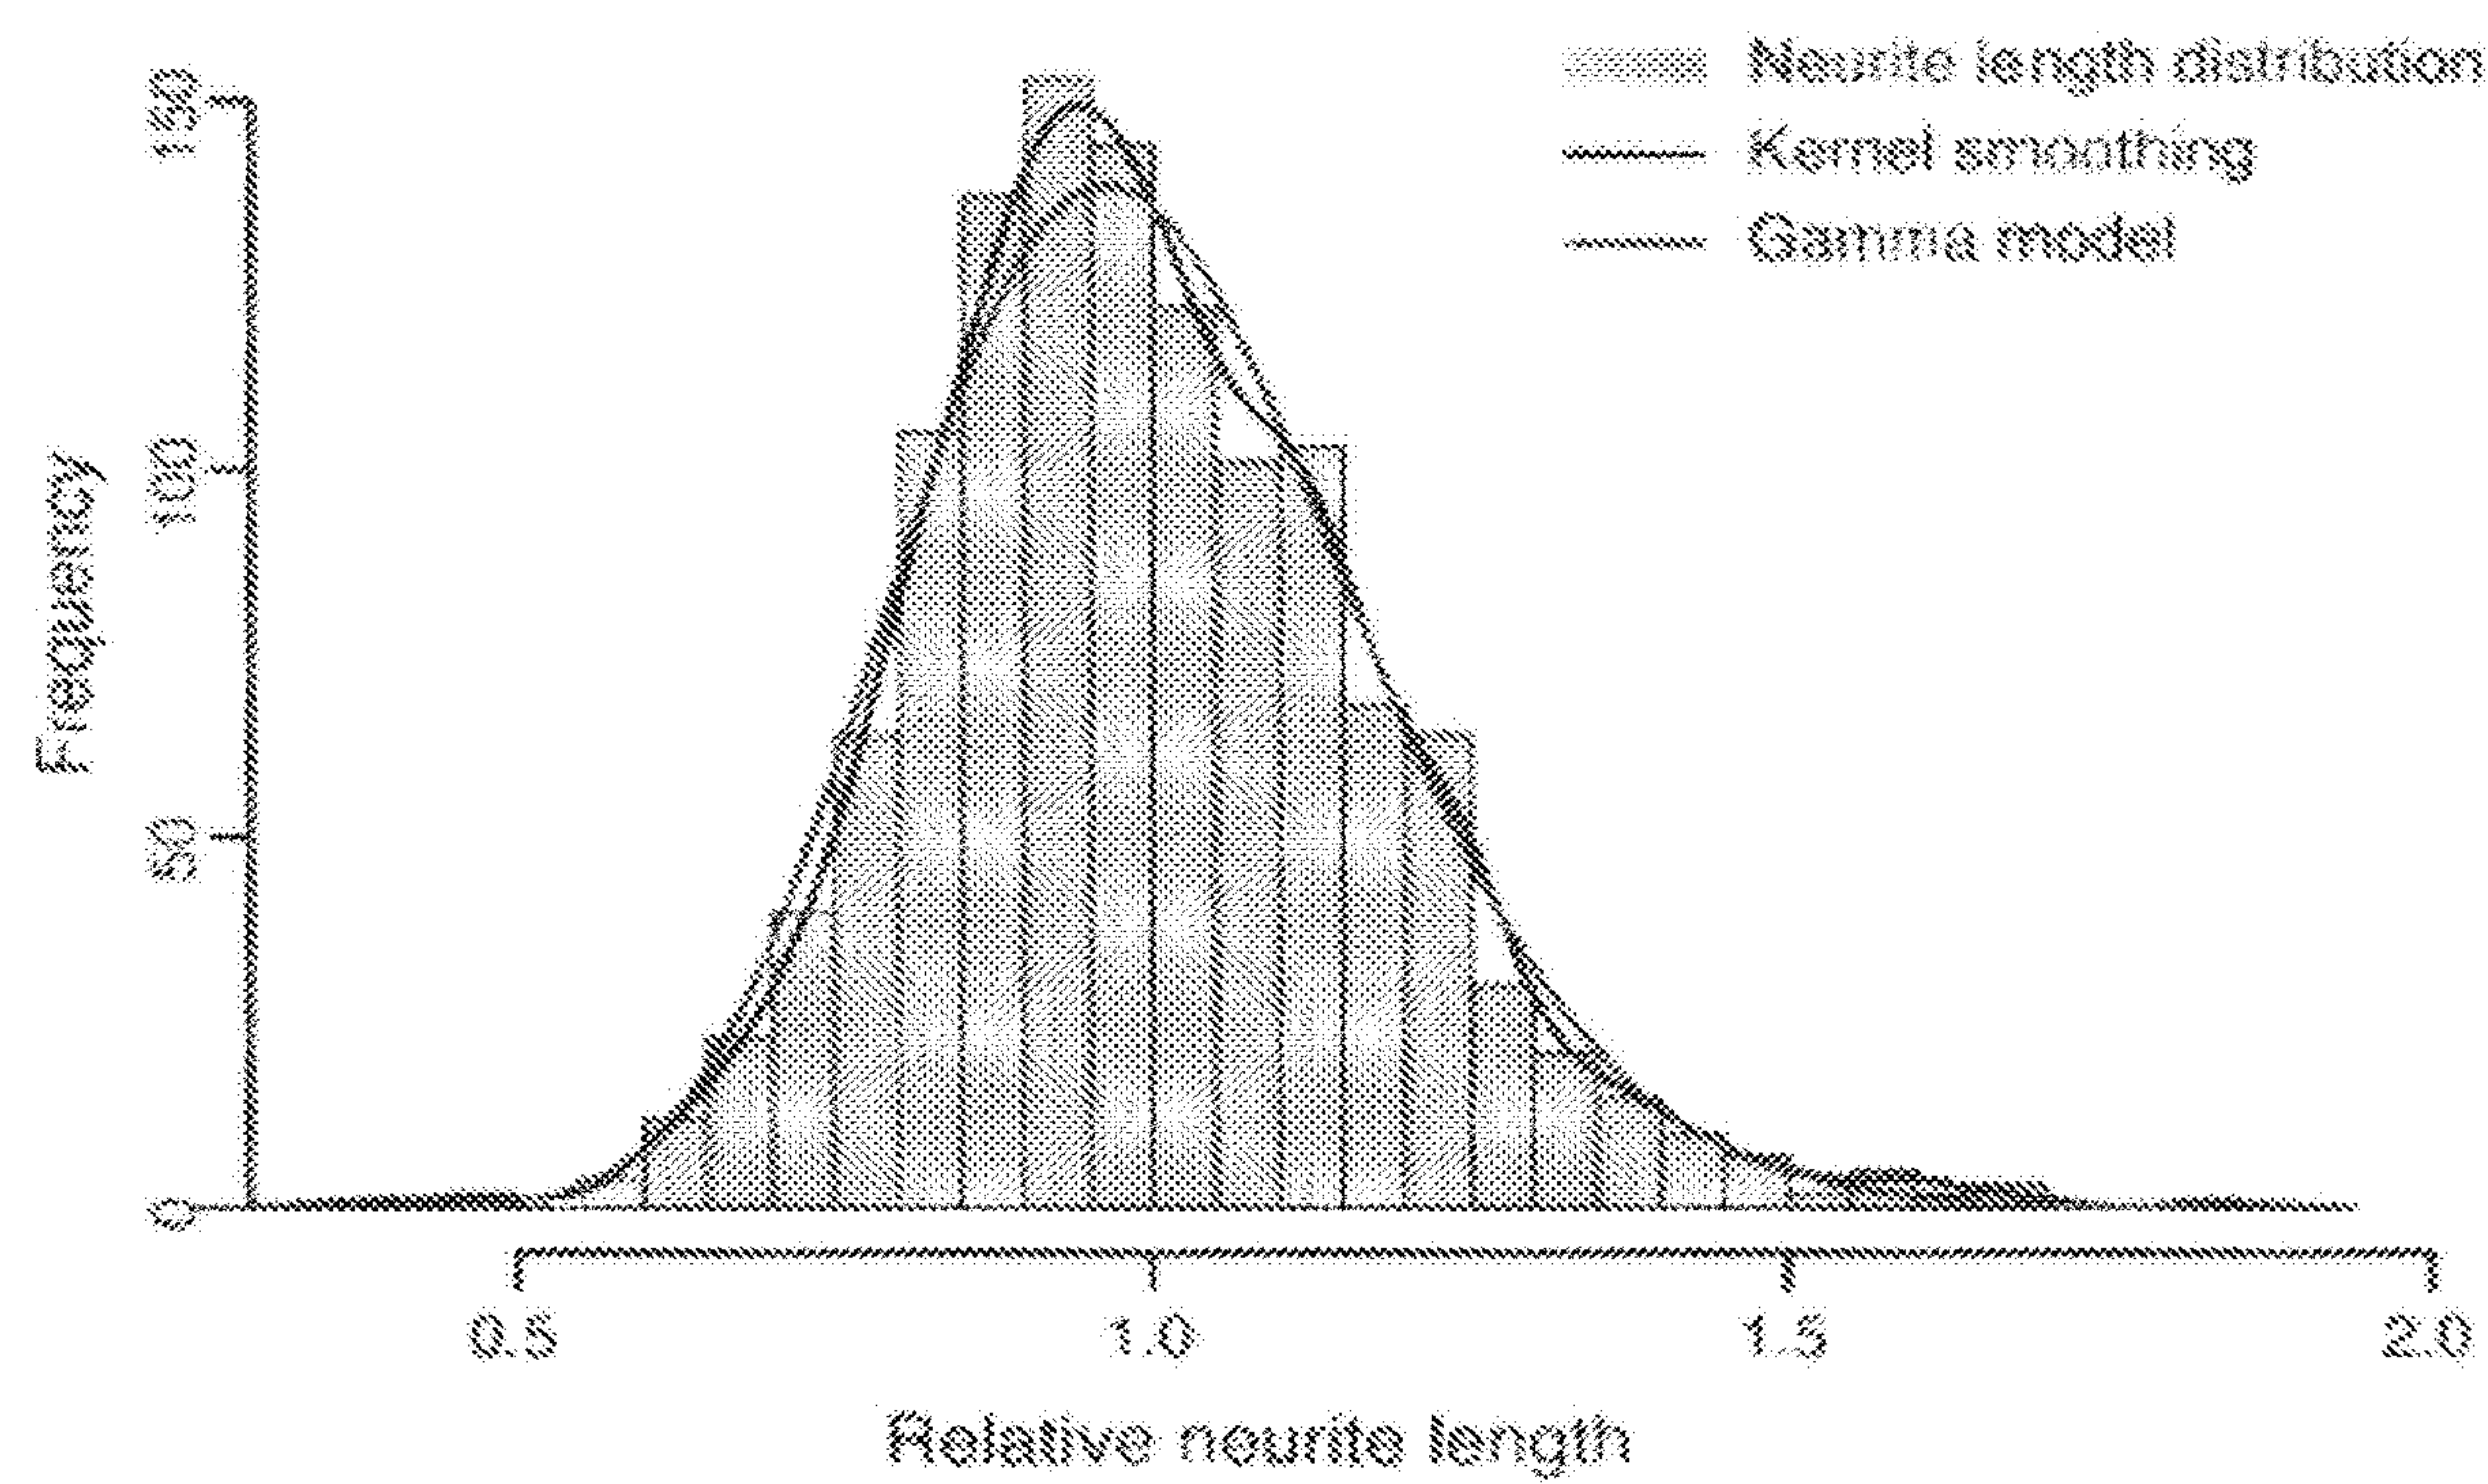 Neurite length distribution
Kernel smoothing
Gamma model
Frequency
150
100
50
0
0.5
1.0
1.5
2.0
Relative neurite length